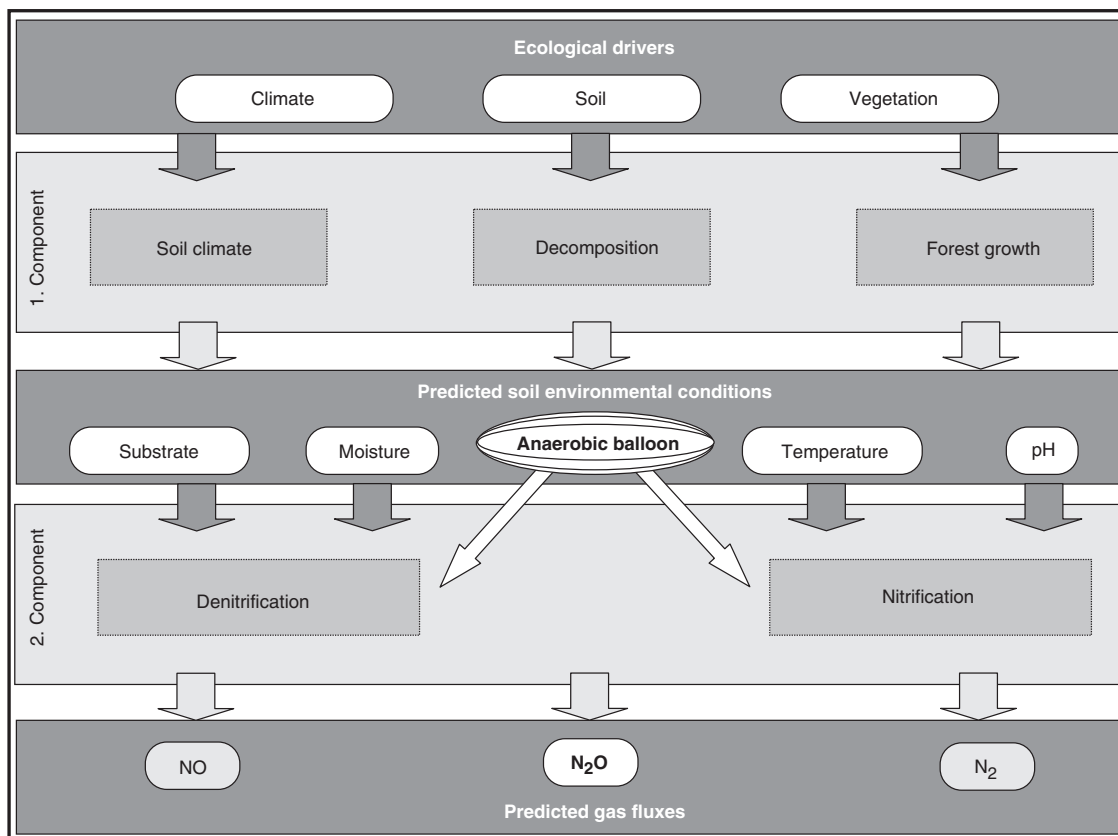 Ecological drivers
Climate
Soil
Vegetation
1. Component
Soil climate
Decomposition
Forest growth
Predicted soil environmental conditions
Substrate
Moisture
Anaerobic balloon
Temperature
pH
2. Component
Denitrification
Nitrification
NO
N₂O
N₂
Predicted gas fluxes